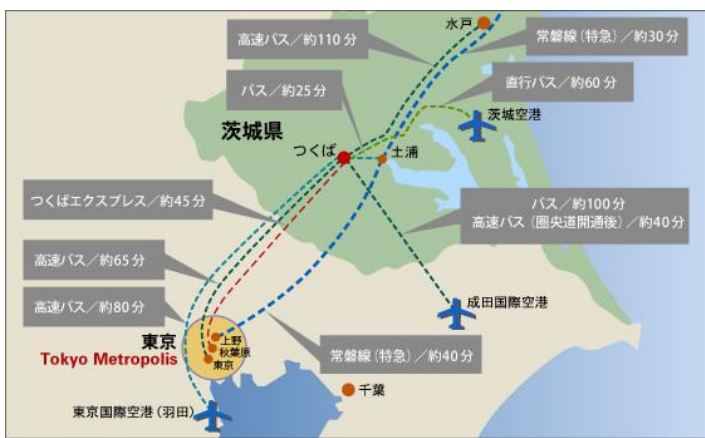 水戸
高速バス／約110分
常磐線（特急）／約30分
バス／約25分
直行バス／約60分
茨城空港
茨城県
つくば
土浦
つくばエクスプレス／約45分
バス／約100分
高速バス（圏央道開通後）／約40分
高速バス／約65分
高速バス／約80分
成田国際空港
東京
Tokyo Metropolis
上野
秋葉原
東京
常磐線（特急）／約40分
千葉
東京国際空港（羽田）